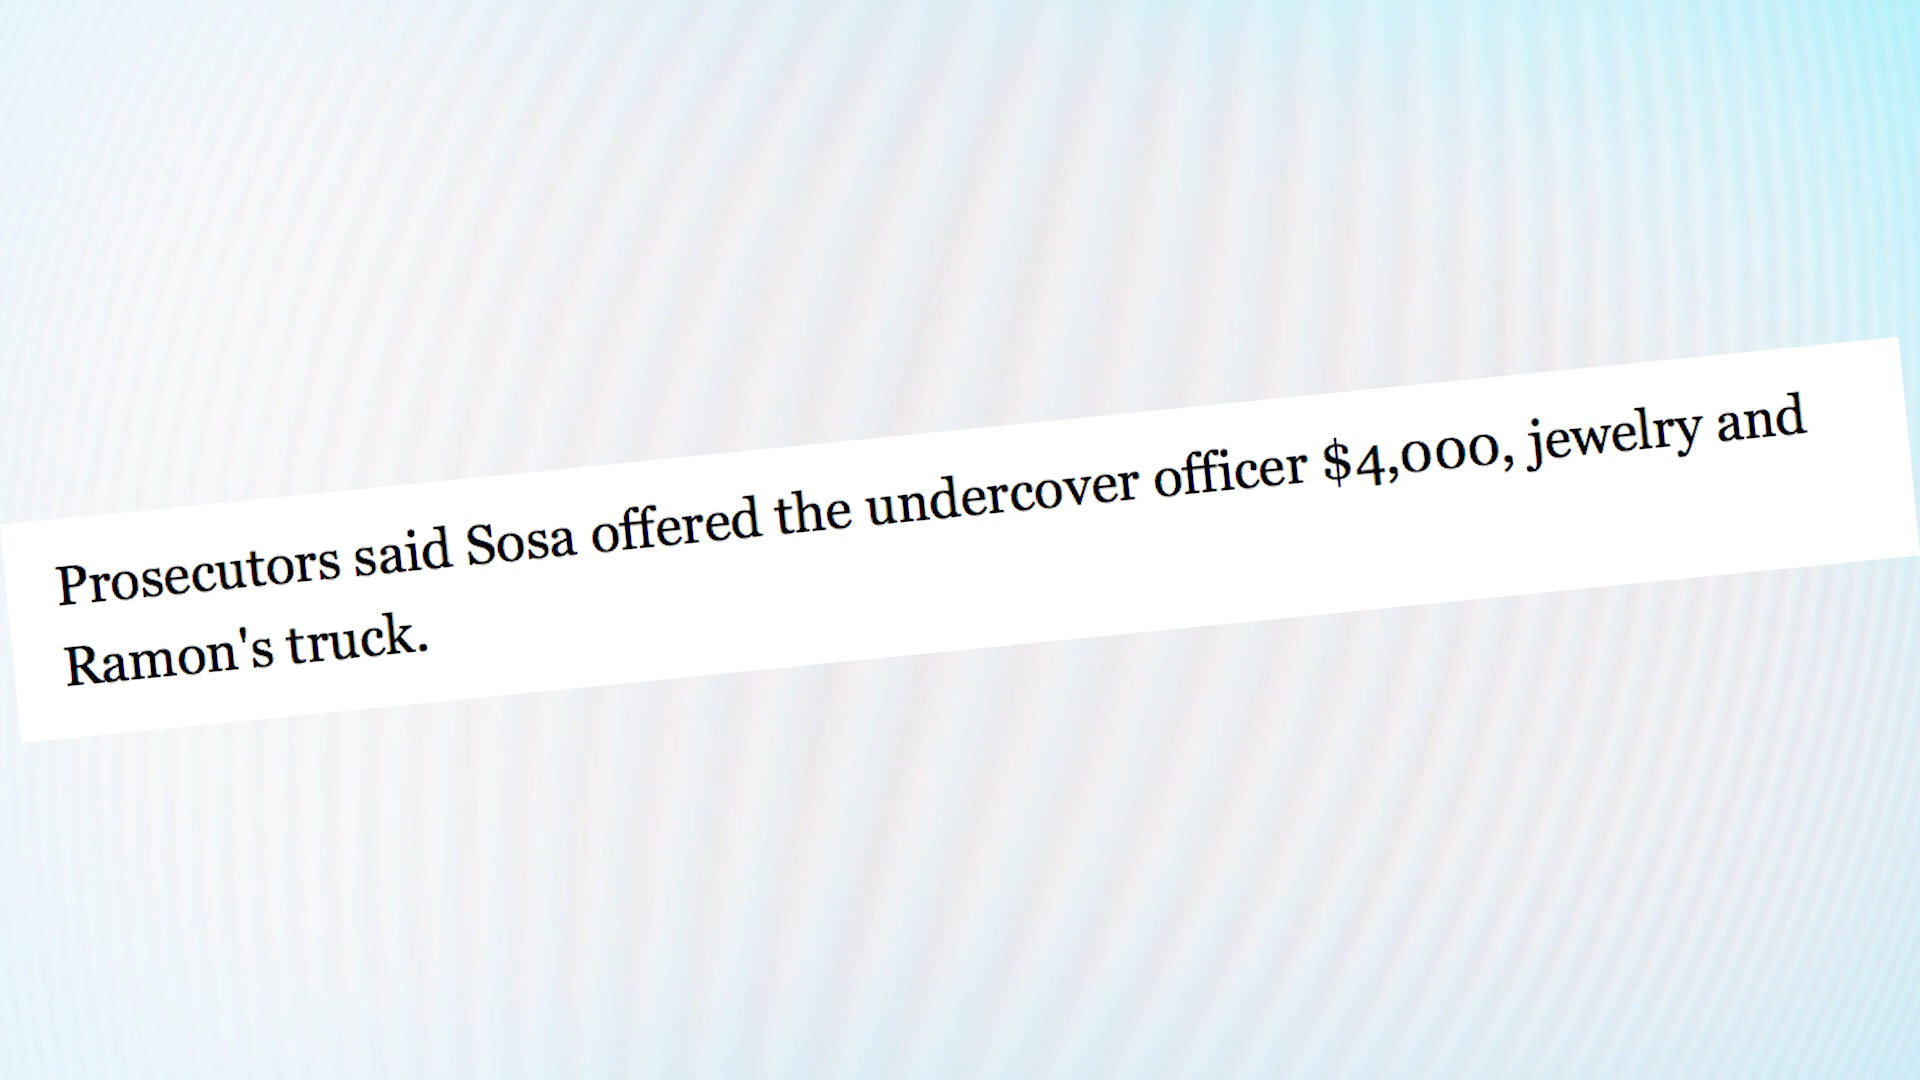 Prosecutors said Sosa offered the undercover officer $4,000, jewelry and
Ramon's truck.